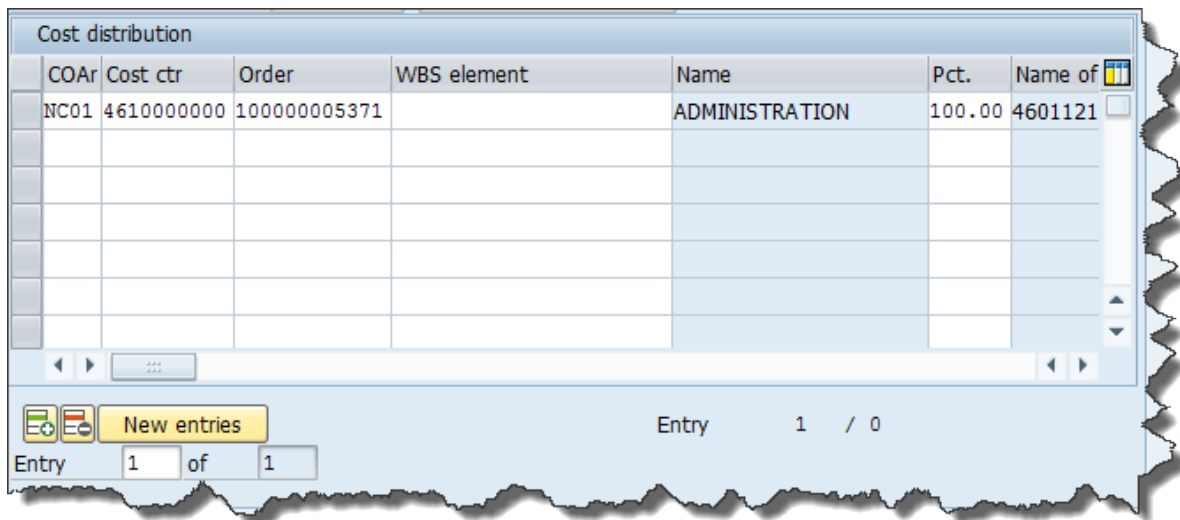 Cost distribution
COAr Cost ctr Order WBS element Name Pct. Name of
NC01 4610000000 100000005371 ADMINISTRATION 100.00 4601121
New entries Entry 1 / 0
Entry 1 of 1